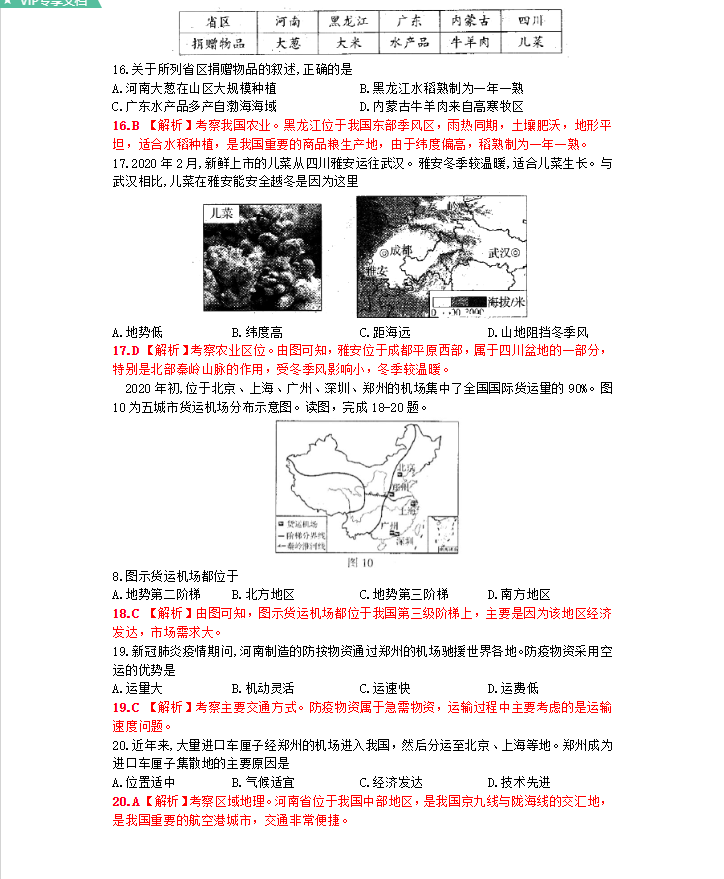 VIP专享文档
省区 河南 黑龙江 广东 内蒙古 四川
捐赠物品 大葱 大米 水产品 牛羊肉 儿菜
16.关于所列省区捐赠物品的叙述,正确的是
A.河南大葱在山区大规模种植 B.黑龙江水稻熟制为一年一熟
C.广东水产品多产自渤海海域 D.内蒙古牛羊肉来自高寒牧区
16.B 【解析】考察我国农业。黑龙江位于我国东部季风区，雨热同期，土壤肥沃，地形平
坦，适合水稻种植，是我国重要的商品粮生产地，由于纬度偏高，稻熟制为一年一熟。
17.2020年2月,新鲜上市的儿菜从四川雅安运往武汉。雅安冬季较温暖,适合儿菜生长。与
武汉相比,儿菜在雅安能安全越冬是因为这里
儿菜
秦 岭
成都
武汉
雅安
海拔/米
A.地势低 B.纬度高 C.距海远 D.山地阻挡冬季风
17.D 【解析】考察农业区位。由图可知，雅安位于成都平原西部，属于四川盆地的一部分，
特别是北部秦岭山脉的作用，受冬季风影响小，冬季较温暖。
2020年初,位于北京、上海、广州、深圳、郑州的机场集中了全国国际货运量的90%。图
10为五城市货运机场分布示意图。读图,完成18-20题。
北京
郑州
上海
广州
深圳
货运机场
阶梯分界线
秦岭淮河线
图10
8.图示货运机场都位于
A.地势第二阶梯 B.北方地区 C.地势第三阶梯 D.南方地区
18.C 【解析】由图可知，图示货运机场都位于我国第三级阶梯上，主要是因为该地区经济
发达，市场需求大。
19.新冠肺炎疫情期问,河南制造的防按物资通过郑州的机场驰援世界各地。防疫物资采用空
运的优势是
A.运量大 B.机动灵活 C.运速快 D.运费低
19.C 【解析】考察主要交通方式。防疫物资属于急需物资，运输过程中主要考虑的是运输
速度问题。
20.近年来,大量进口车厘子经郑州的机场进入我国，然后分运至北京、上海等地。郑州成为
进口车厘子集散地的主要原因是
A.位置适中 B.气候适宜 C.经济发达 D.技术先进
20.A【解析】考察区域地理。河南省位于我国中部地区，是我国京九线与陇海线的交汇地，
是我国重要的航空港城市，交通非常便捷。